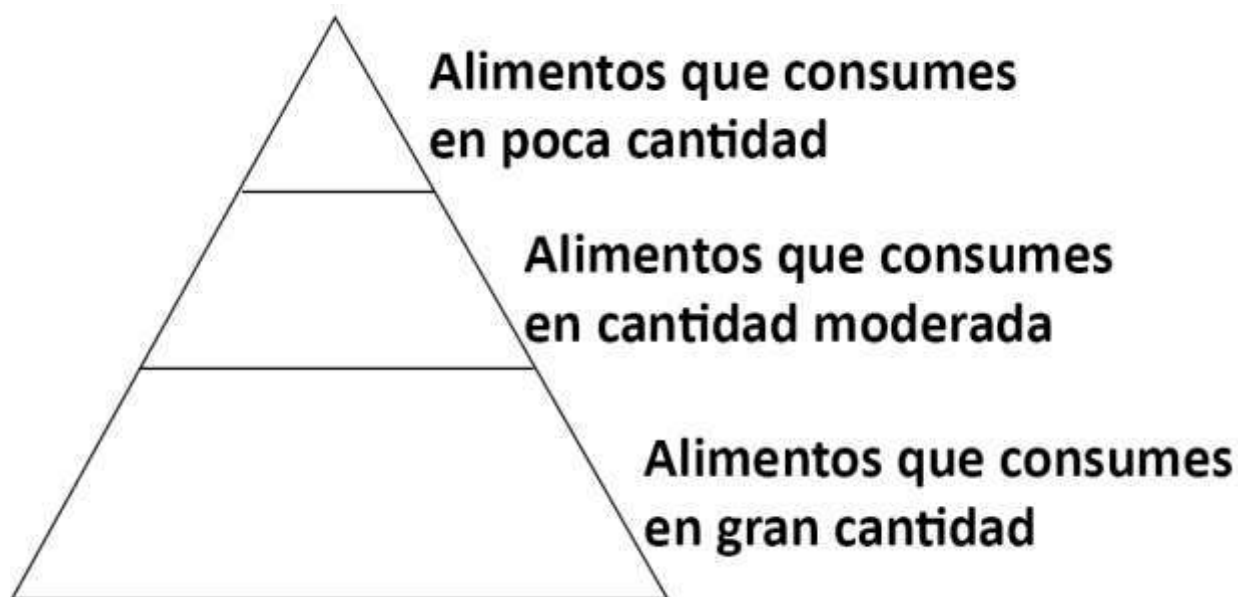 Alimentos que consumes
en poca cantidad
Alimentos que consumes
en cantidad moderada
Alimentos que consumes
en gran cantidad